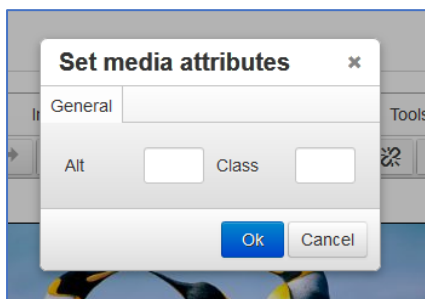 Set media attributes ×
General
Tools
Alt Class
Ok Cancel